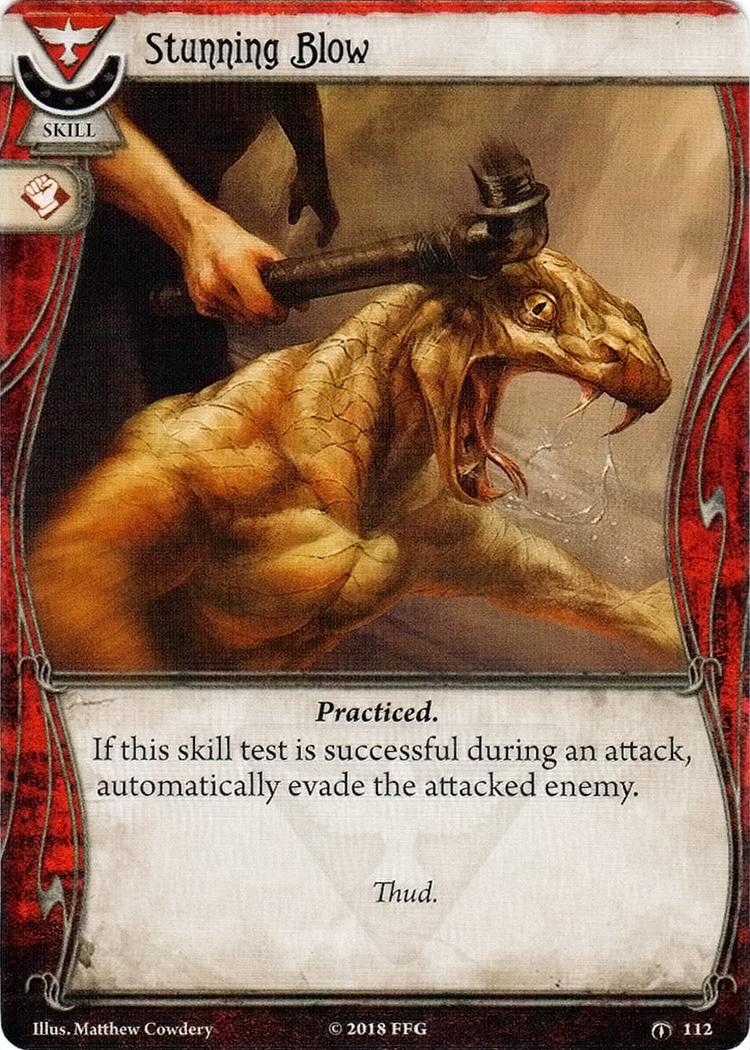 Stunning Blow
SKILL
Practiced.
If this skill test is successful during an attack,
automatically evade the attacked enemy.
Thud.
Illus. Matthew Cowdery
© 2018 FFG
112